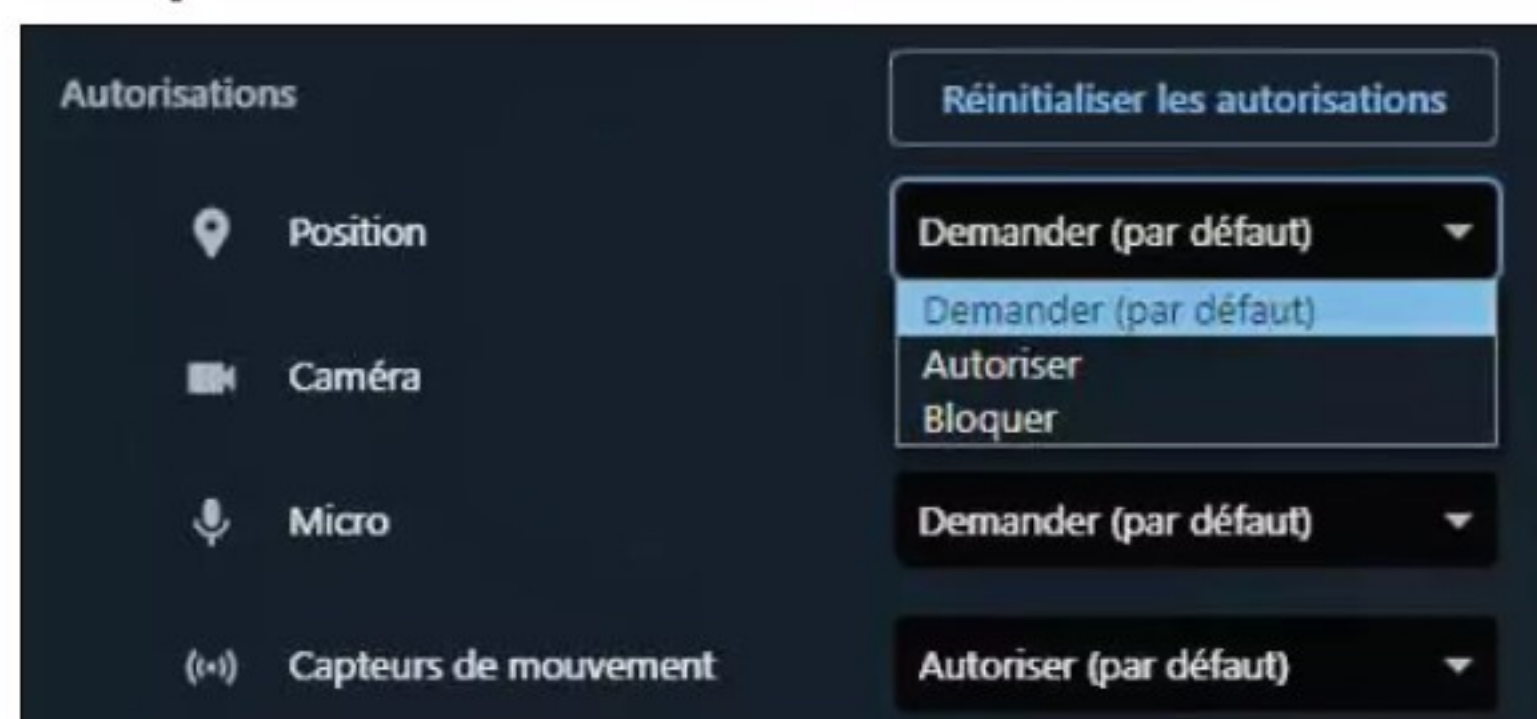 Autorisations
Réinitialiser les autorisations
Position
Demander (par défaut)
Demander (par défaut)
Autoriser
Bloquer
Caméra
Micro
Demander (par défaut)
Capteurs de mouvement
Autoriser (par défaut)